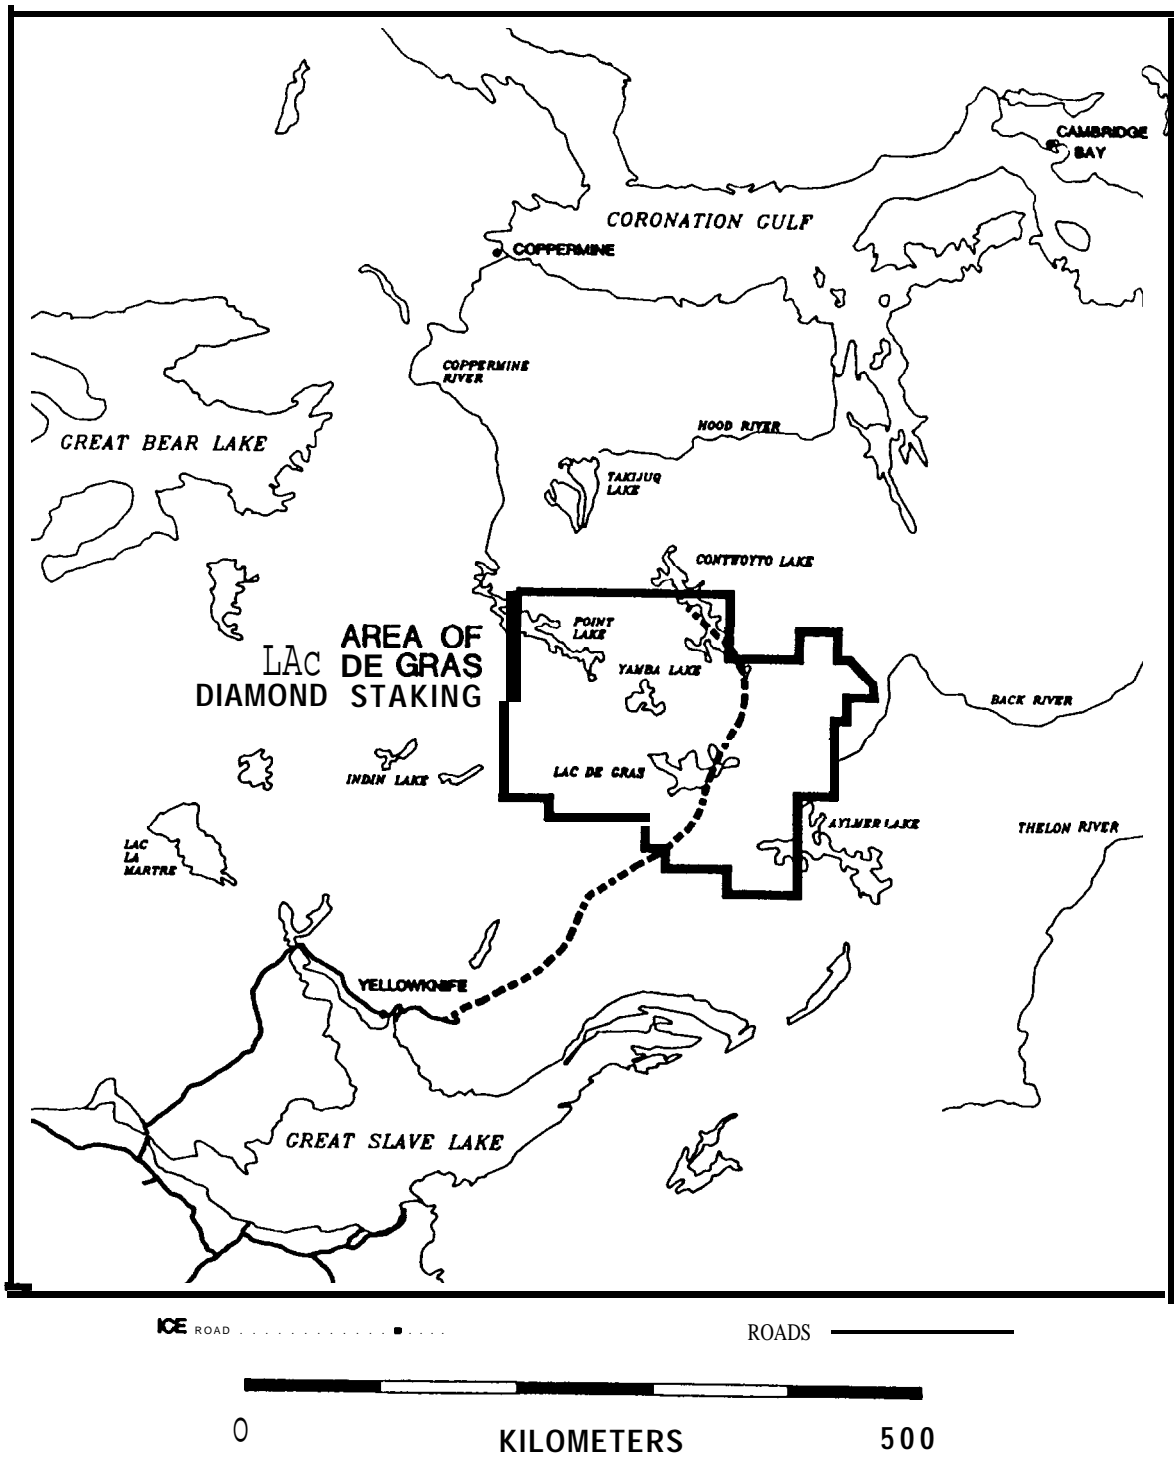 CAMBRIDGE
BAY
CORONATION GULF
COPPERMINE
COPPERMINE
RIVER
GREAT BEAR LAKE
HOOD RIVER
TAKIJUQ
LAKE
CONTWOYTO LAKE
POINT
LAKE
AREA OF
LAc DE GRAS
DIAMOND STAKING
YAMBA LAKE
BACK RIVER
INDIN LAKE
LAC DE GRAS
AYLMER LAKE
THELON RIVER
LAC
LA
MARTRE
YELLOWKNIFE
GREAT SLAVE LAKE
ICE ROAD
ROADS
0
500
KILOMETERS